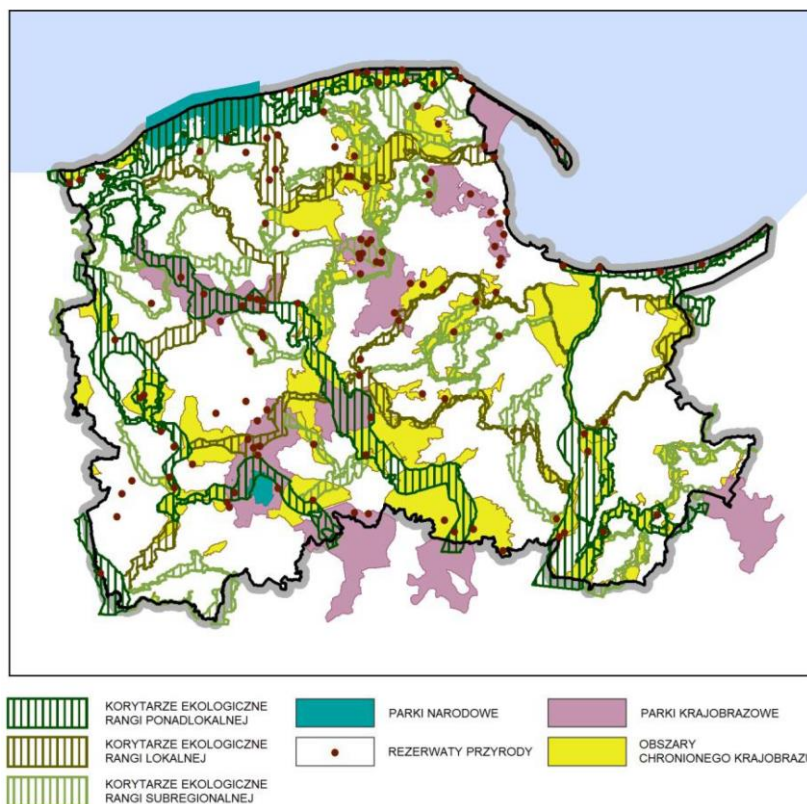 KORYTARZE EKOLOGICZNE
RANGI PONADLOKALNEJ
KORYTARZE EKOLOGICZNE
RANGI LOKALNEJ
KORYTARZE EKOLOGICZNE
RANGI SUBREGIONALNEJ
PARKI NARODOWE
REZERWATY PRZYRODY
PARKI KRAJOBRAZOWE
OBSZARY
CHRONIONEGO KRAJOBRAZU